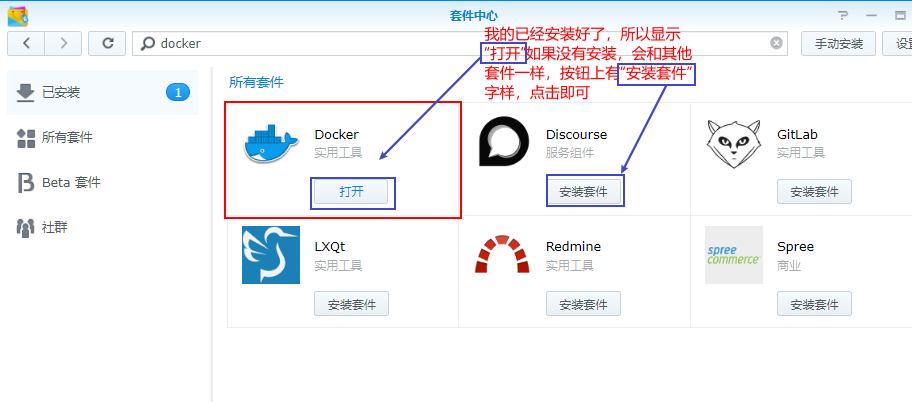 套件中心
docker
手动安装
设置
我的已经安装好了，所以显示
“打开”如果没有安装，会和其他
套件一样，按钮上有“安装套件”
字样，点击即可
已安装
1
所有套件
Beta 套件
社群
所有套件
Docker
实用工具
打开
Discourse
服务组件
安装套件
GitLab
实用工具
安装套件
LXQt
实用工具
安装套件
Redmine
实用工具
安装套件
spree
commerce
Spree
商业
安装套件